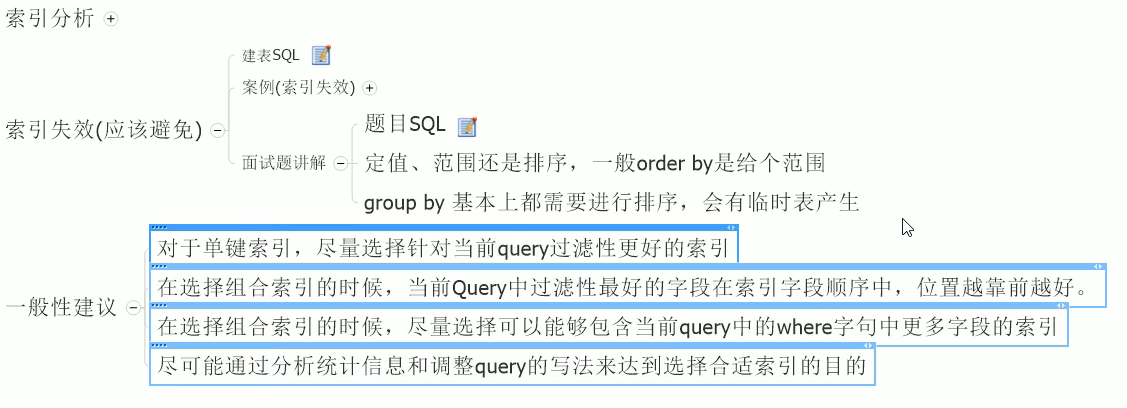 索引分析
建表SQL
案例(索引失效)
索引失效(应该避免)
题目SQL
面试题讲解
定值、范围还是排序，一般order by是给个范围
group by 基本上都需要进行排序，会有临时表产生
对于单键索引，尽量选择针对当前query过滤性更好的索引
在选择组合索引的时候，当前Query中过滤性最好的字段在索引字段顺序中，位置越靠前越好。
一般性建议
在选择组合索引的时候，尽量选择可以能够包含当前query中的where字句中更多字段的索引
尽可能通过分析统计信息和调整query的写法来达到选择合适索引的目的